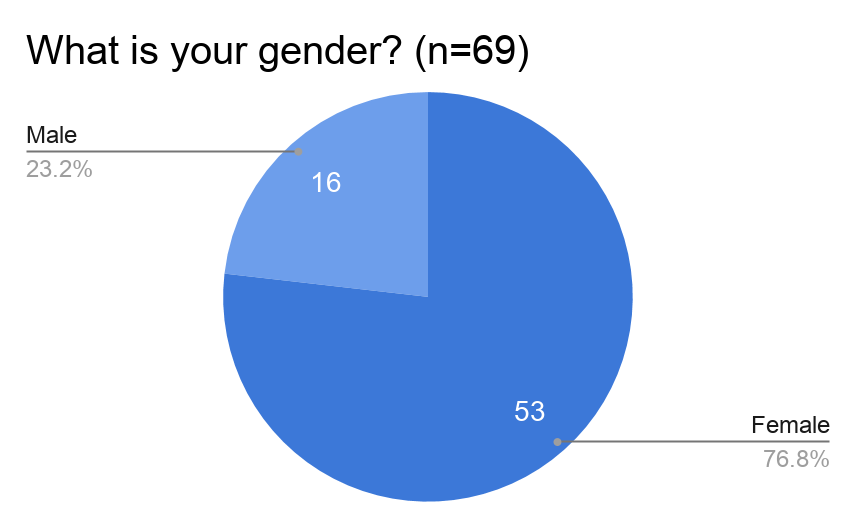 What is your gender? (n=69)
Male
23.2%
16
53
Female
76.8%